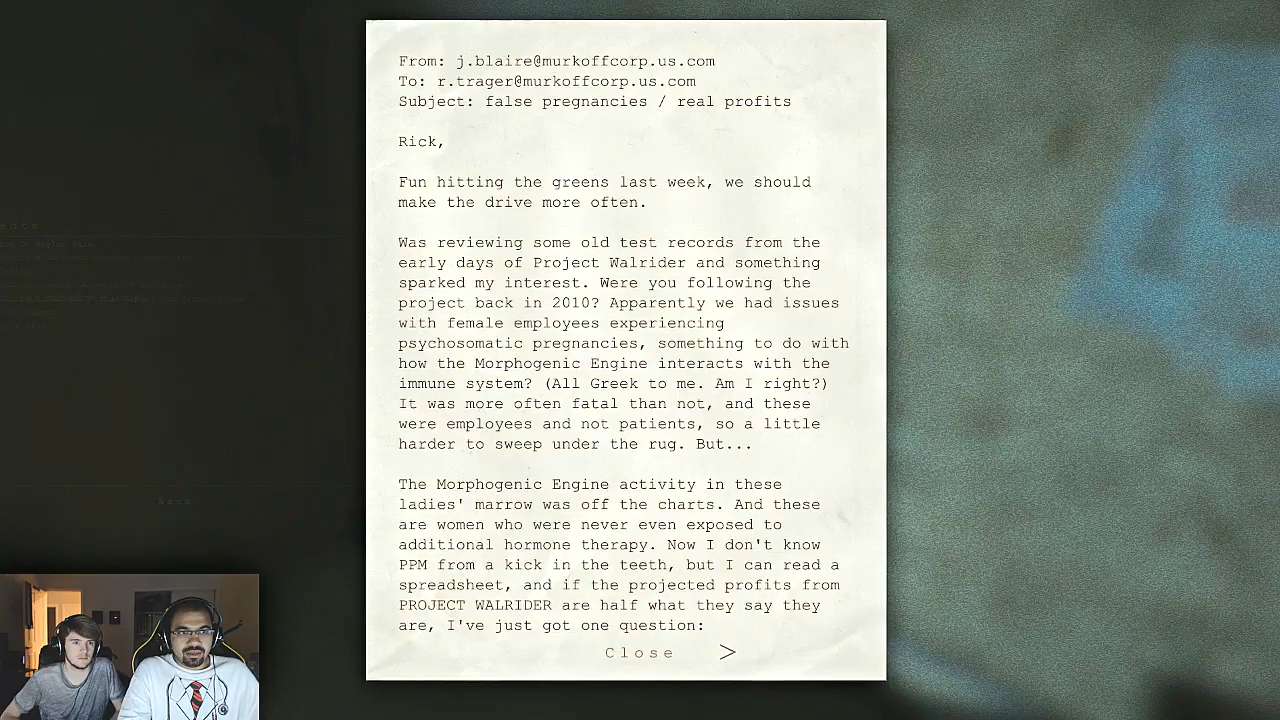 From: j.blaire@murkoffcorp.us.com
To: r.trager@murkoffcorp.us.com
Subject: false pregnancies / real profits
Rick,
Fun hitting the greens last week, we should
make the drive more often.
Was reviewing some old test records from the
early days of Project Walrider and something
sparked my interest. Were you following the
project back in 2010? Apparently we had issues
with female employees experiencing
psychosomatic pregnancies, something to do with
how the Morphogenic Engine interacts with the
immune system? (All Greek to me. Am I right?)
It was more often fatal than not, and these
were employees and not patients, so a little
harder to sweep under the rug. But...
The Morphogenic Engine activity in these
ladies' marrow was off the charts. And these
are women who were never even exposed to
additional hormone therapy. Now I don't know
PPM from a kick in the teeth, but I can read a
spreadsheet, and if the projected profits from
PROJECT WALRIDER are half what they say they
are, I've just got one question:
Close >
Back